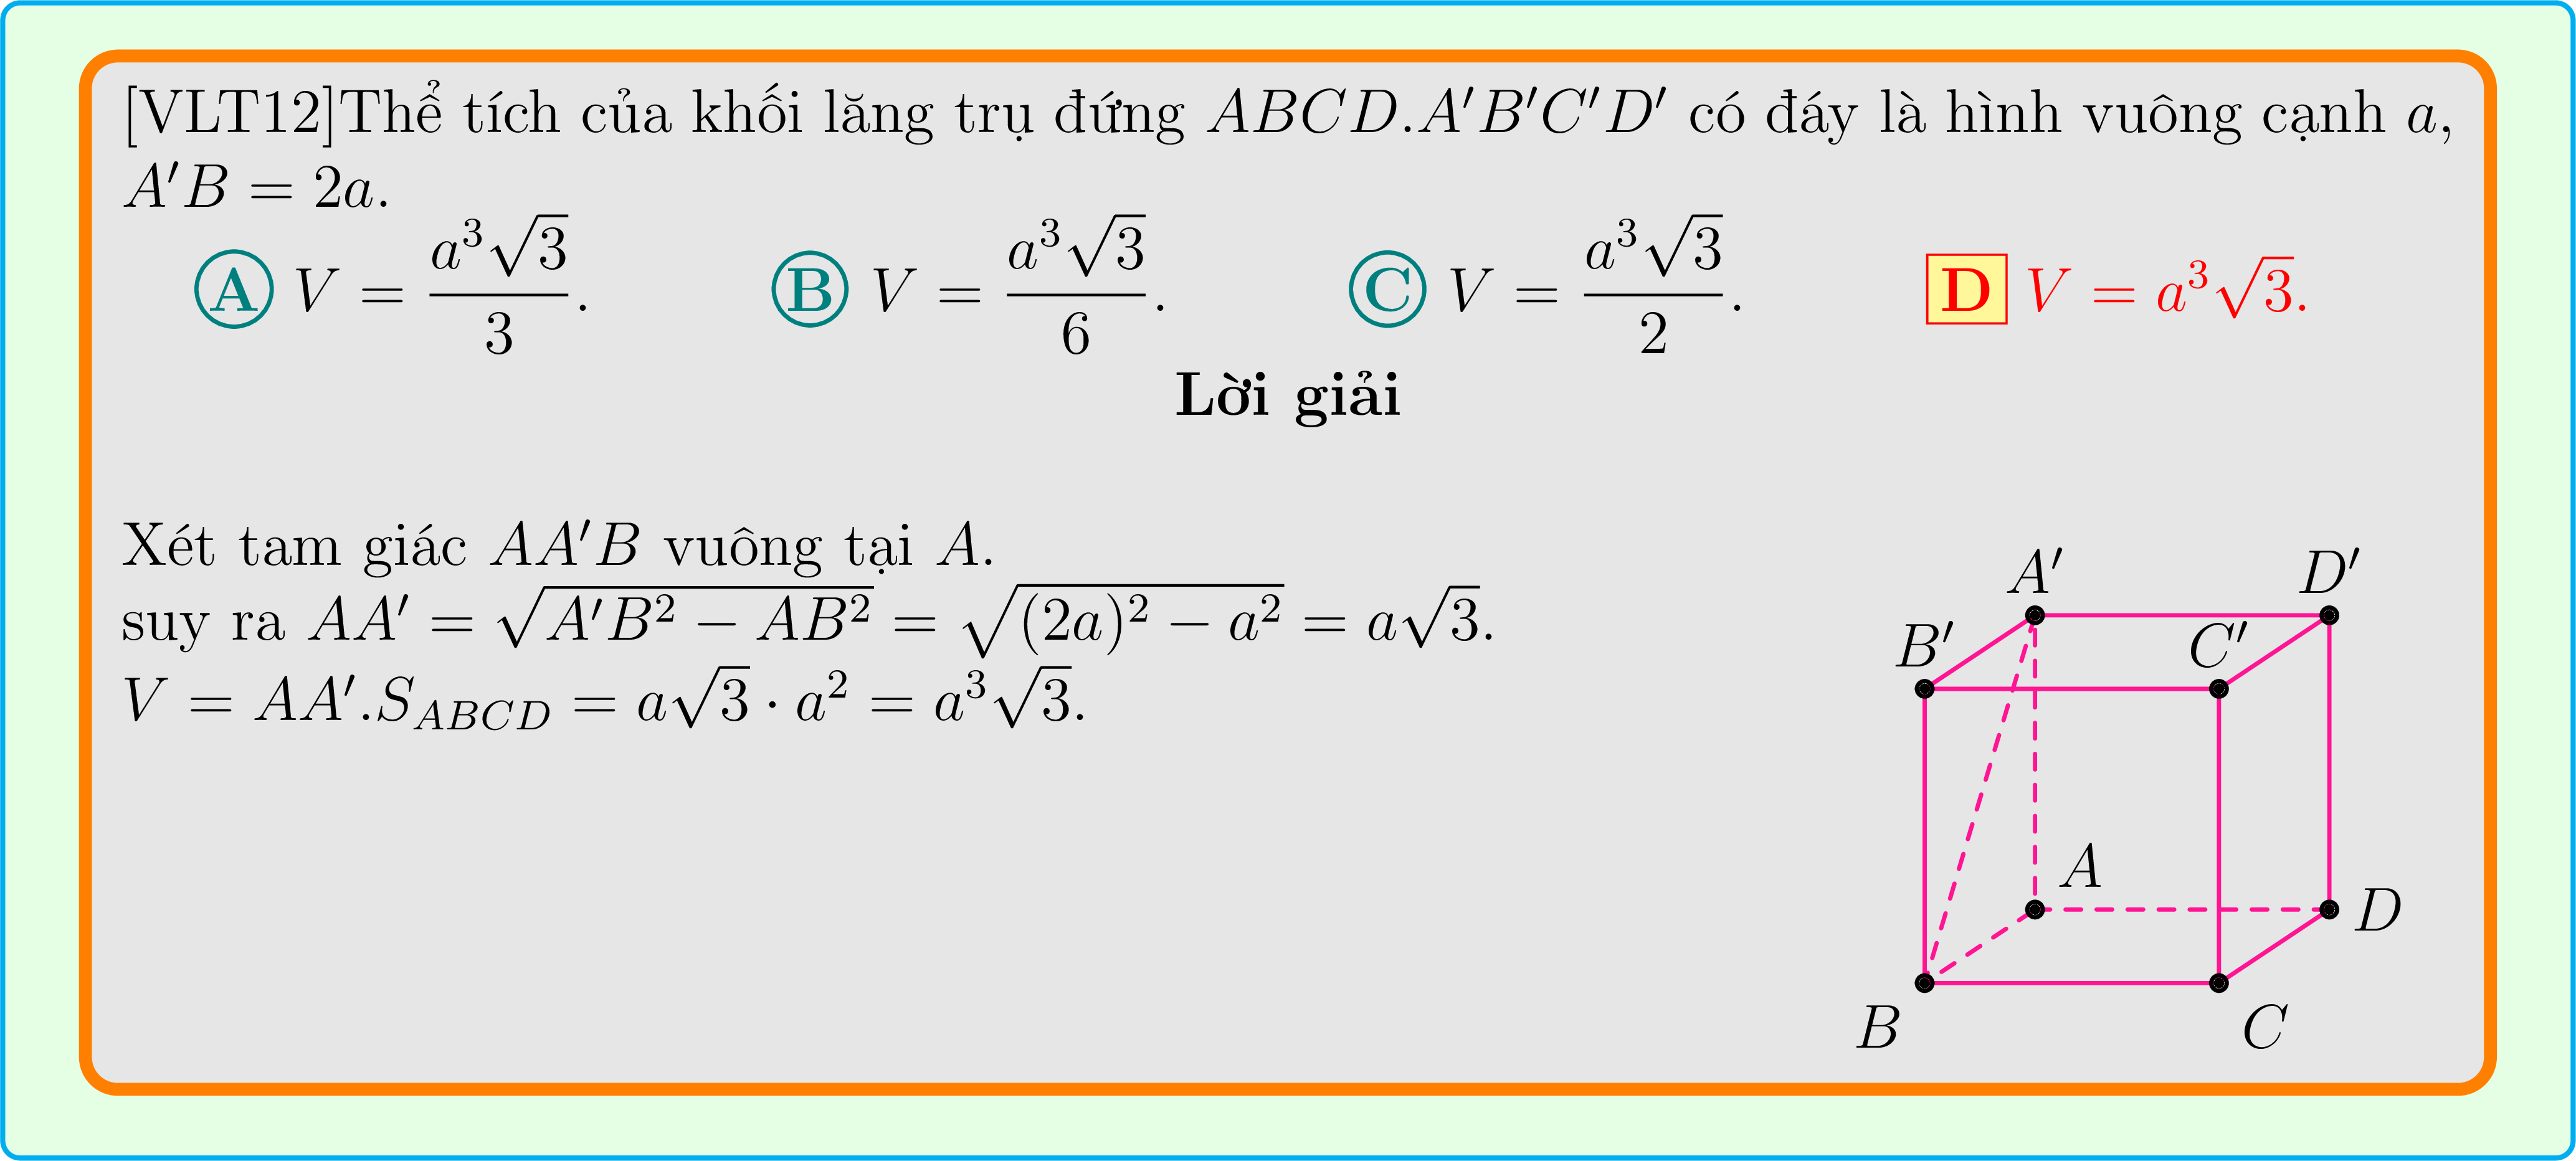 [VLT12]Thể tích của khối lăng trụ đứng ABCD.A′B′C′D′ có đáy là hình vuông cạnh a,
A′B = 2a.
A V = \frac{a^3\sqrt{3}}{3}. B V = \frac{a^3\sqrt{3}}{6}. C V = \frac{a^3\sqrt{3}}{2}. D V = a^3\sqrt{3}.
Lời giải
Xét tam giác AA′B vuông tại A.
suy ra AA′ = \sqrt{A′B^2 − AB^2} = \sqrt{(2a)^2 − a^2} = a\sqrt{3}.
V = AA′.S_{ABCD} = a\sqrt{3} · a^2 = a^3\sqrt{3}.
A′ D′
B′ C′
A
D
B C